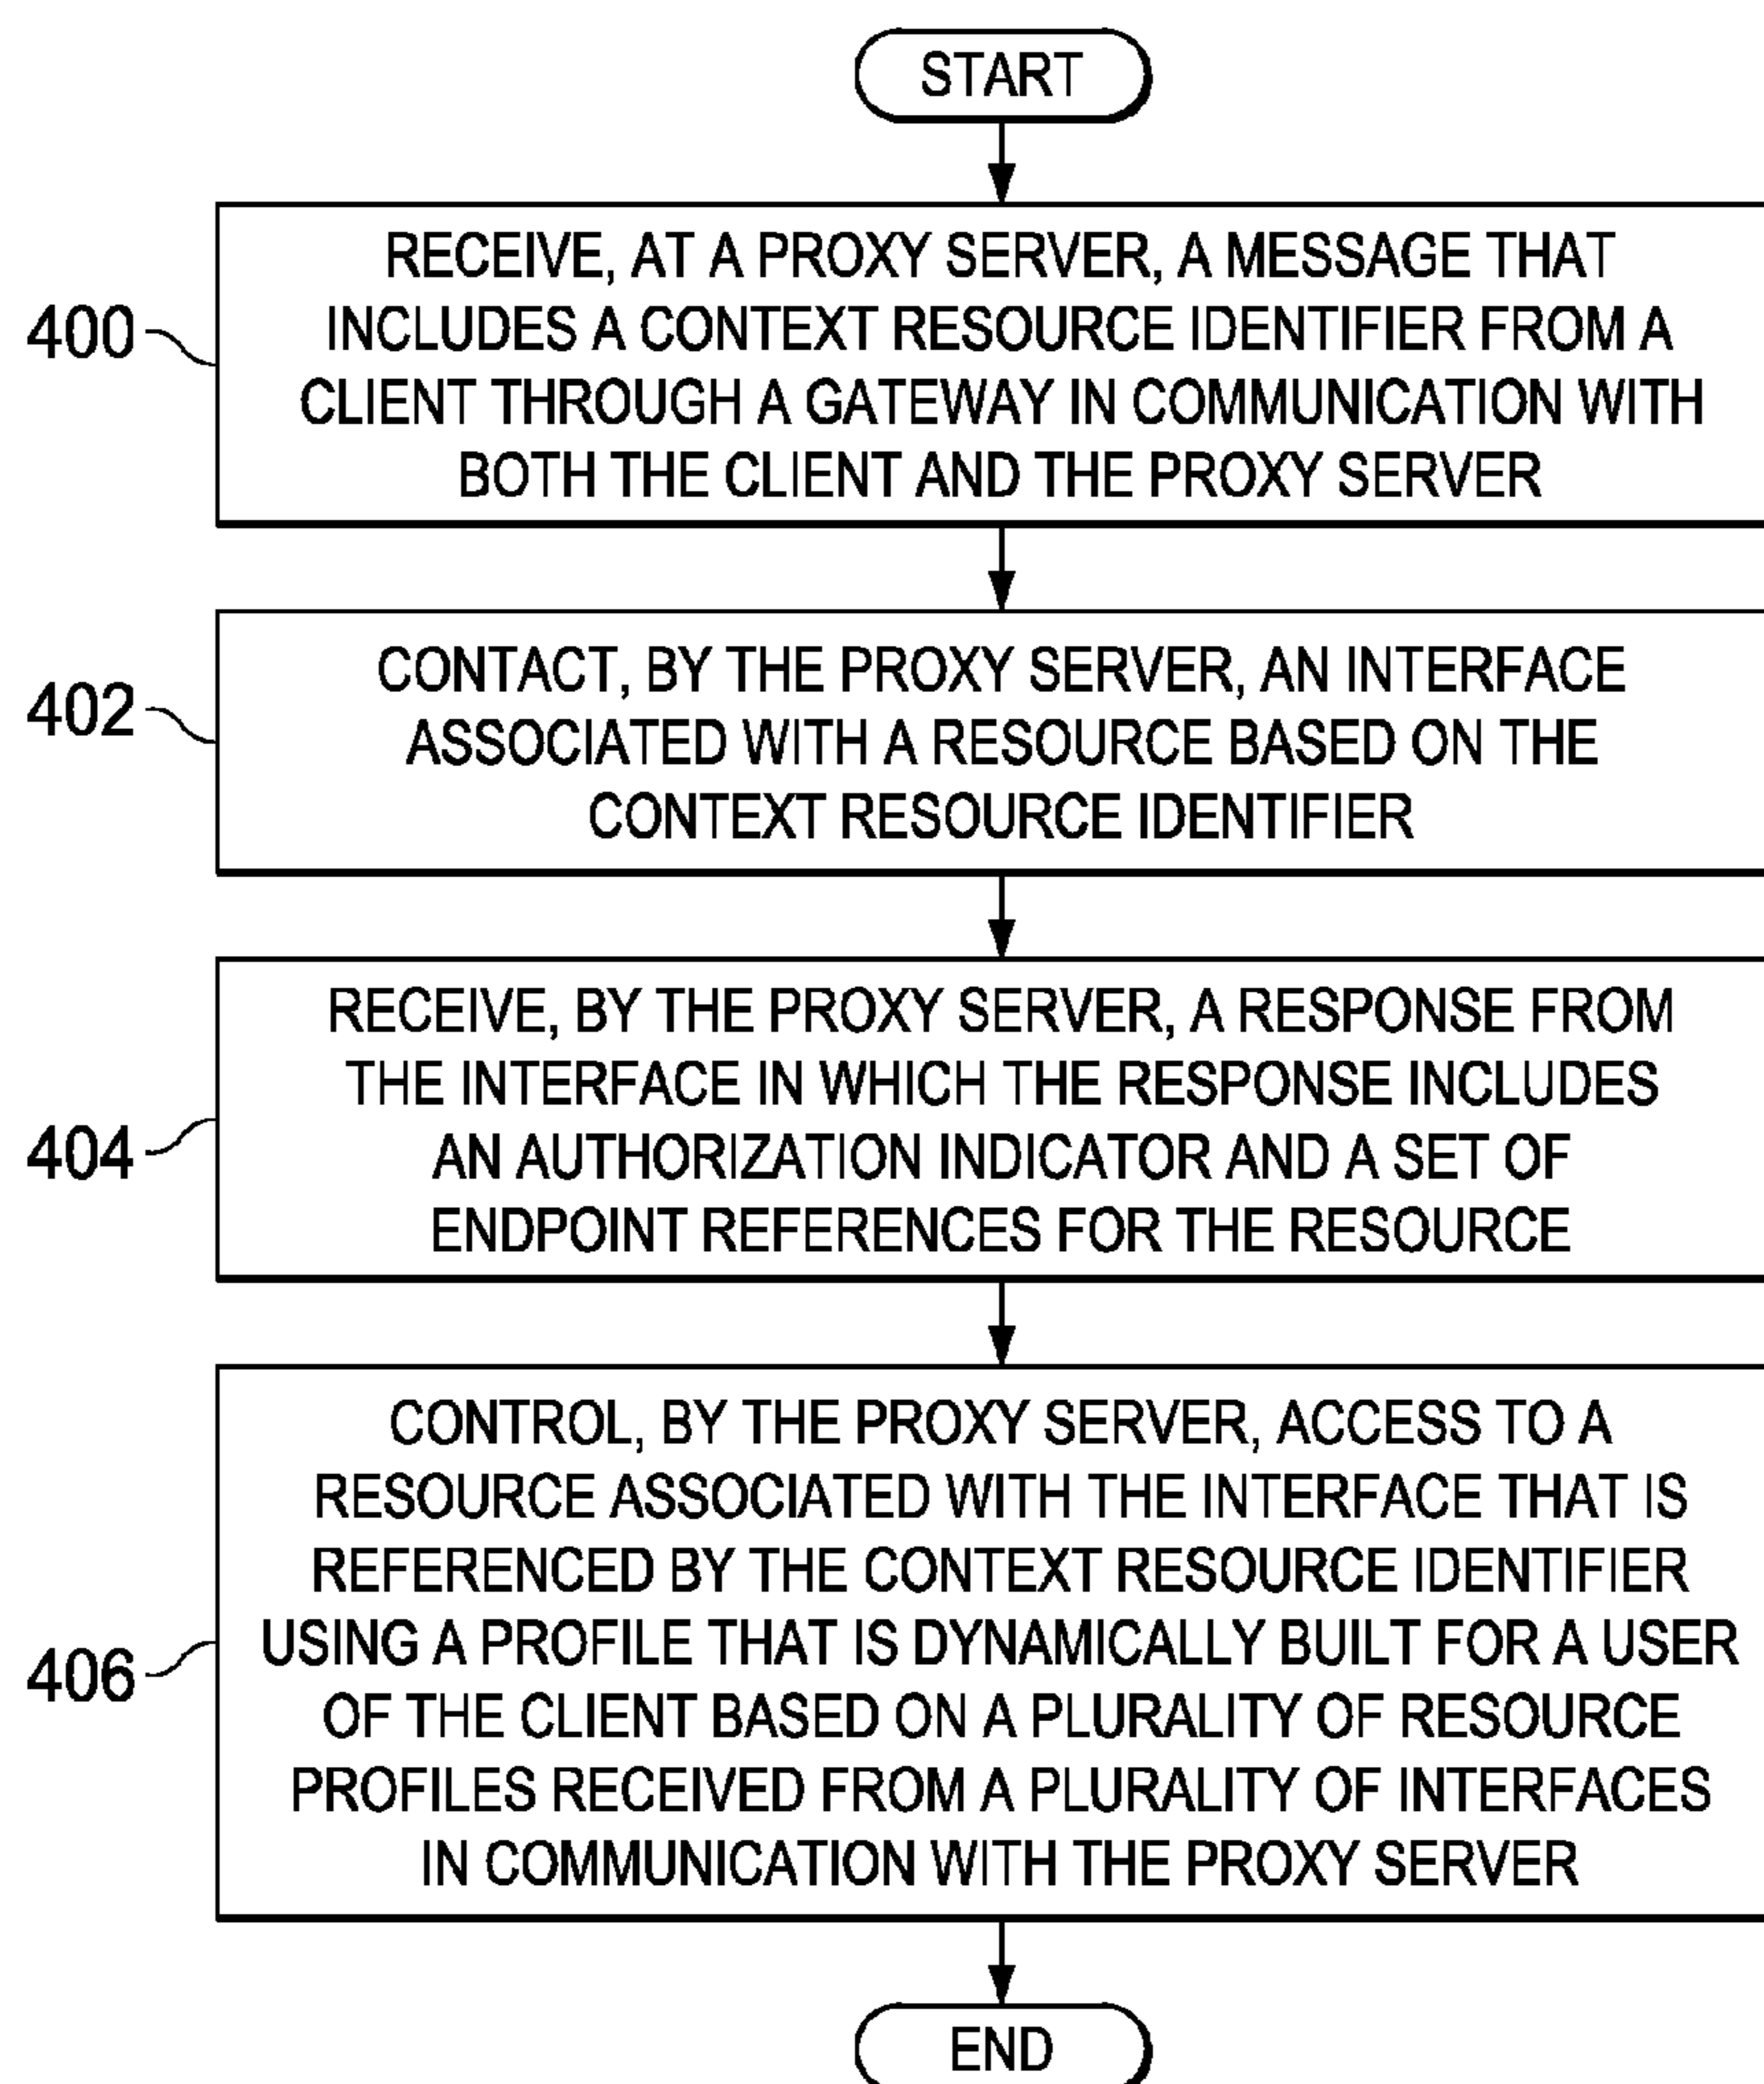 START
RECEIVE, AT A PROXY SERVER, A MESSAGE THAT
INCLUDES A CONTEXT RESOURCE IDENTIFIER FROM A
CLIENT THROUGH A GATEWAY IN COMMUNICATION WITH
BOTH THE CLIENT AND THE PROXY SERVER
400
CONTACT, BY THE PROXY SERVER, AN INTERFACE
ASSOCIATED WITH A RESOURCE BASED ON THE
CONTEXT RESOURCE IDENTIFIER
402
RECEIVE, BY THE PROXY SERVER, A RESPONSE FROM
THE INTERFACE IN WHICH THE RESPONSE INCLUDES
AN AUTHORIZATION INDICATOR AND A SET OF
ENDPOINT REFERENCES FOR THE RESOURCE
404
CONTROL, BY THE PROXY SERVER, ACCESS TO A
RESOURCE ASSOCIATED WITH THE INTERFACE THAT IS
REFERENCED BY THE CONTEXT RESOURCE IDENTIFIER
USING A PROFILE THAT IS DYNAMICALLY BUILT FOR A USER
OF THE CLIENT BASED ON A PLURALITY OF RESOURCE
PROFILES RECEIVED FROM A PLURALITY OF INTERFACES
IN COMMUNICATION WITH THE PROXY SERVER
406
END